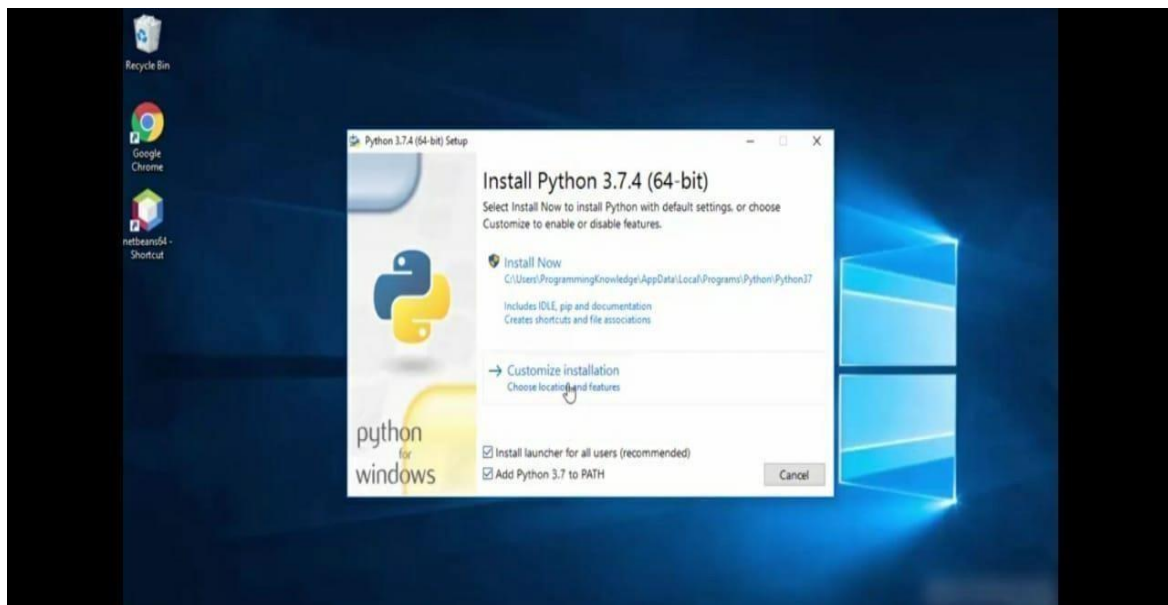 Recycle Bin
Google
Chrome
netbeans64 -
Shortcut
Python 3.7.4 (64-bit) Setup
Install Python 3.7.4 (64-bit)
Select Install Now to install Python with default settings, or choose
Customize to enable or disable features.
Install Now
C:\Users\ProgrammingKnowledge\AppData\Local\Programs\Python\Python37
Includes IDLE, pip and documentation
Creates shortcuts and file associations
Customize installation
Choose location and features
python
for
windows
Install launcher for all users (recommended)
Add Python 3.7 to PATH
Cancel